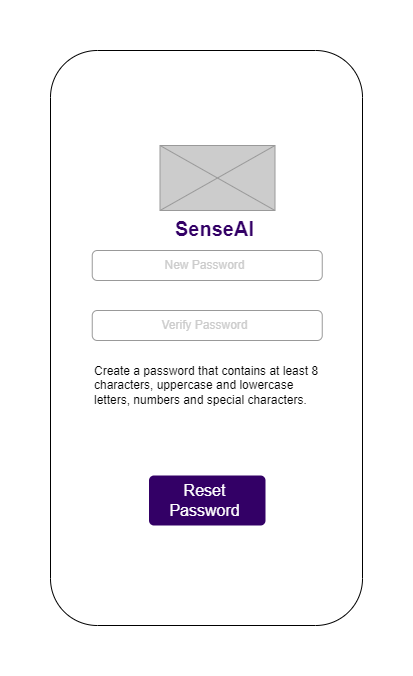 SenseAI
New Password
Verify Password
Create a password that contains at least 8
characters, uppercase and lowercase
letters, numbers and special characters.
Reset
Password